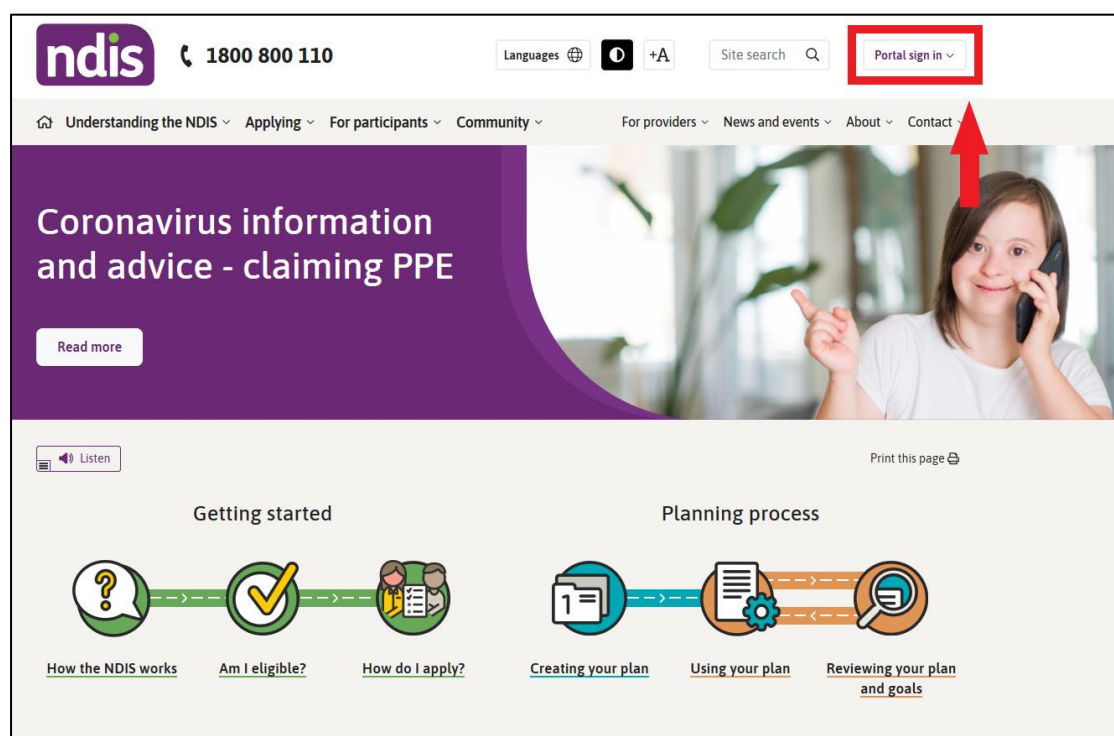 ndis
1800 800 110
Languages
+A
Site search
Portal sign in
Understanding the NDIS
Applying
For participants
Community
For providers
News and events
About
Contact
Coronavirus information
and advice - claiming PPE
Read more
Listen
Print this page
Getting started
Planning process
?
1
How the NDIS works
Am I eligible?
How do I apply?
Creating your plan
Using your plan
Reviewing your plan
and goals